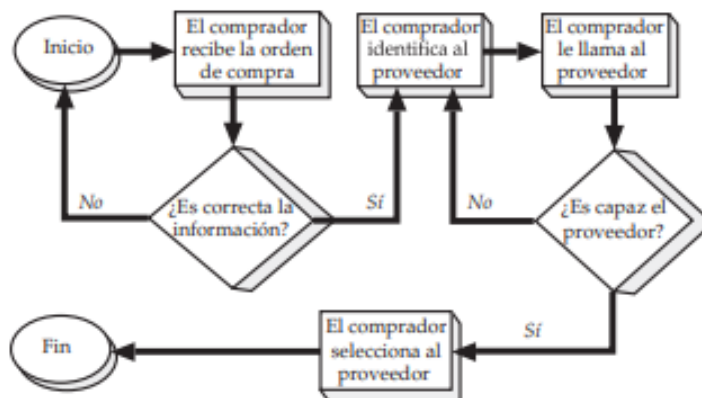 Inicio
El comprador
recibe la orden
de compra
El comprador
identifica al
proveedor
El comprador
le llama al
proveedor
No
¿Es correcta la
información?
Sí
No
¿Es capaz el
proveedor?
Fin
El comprador
selecciona al
proveedor
Sí